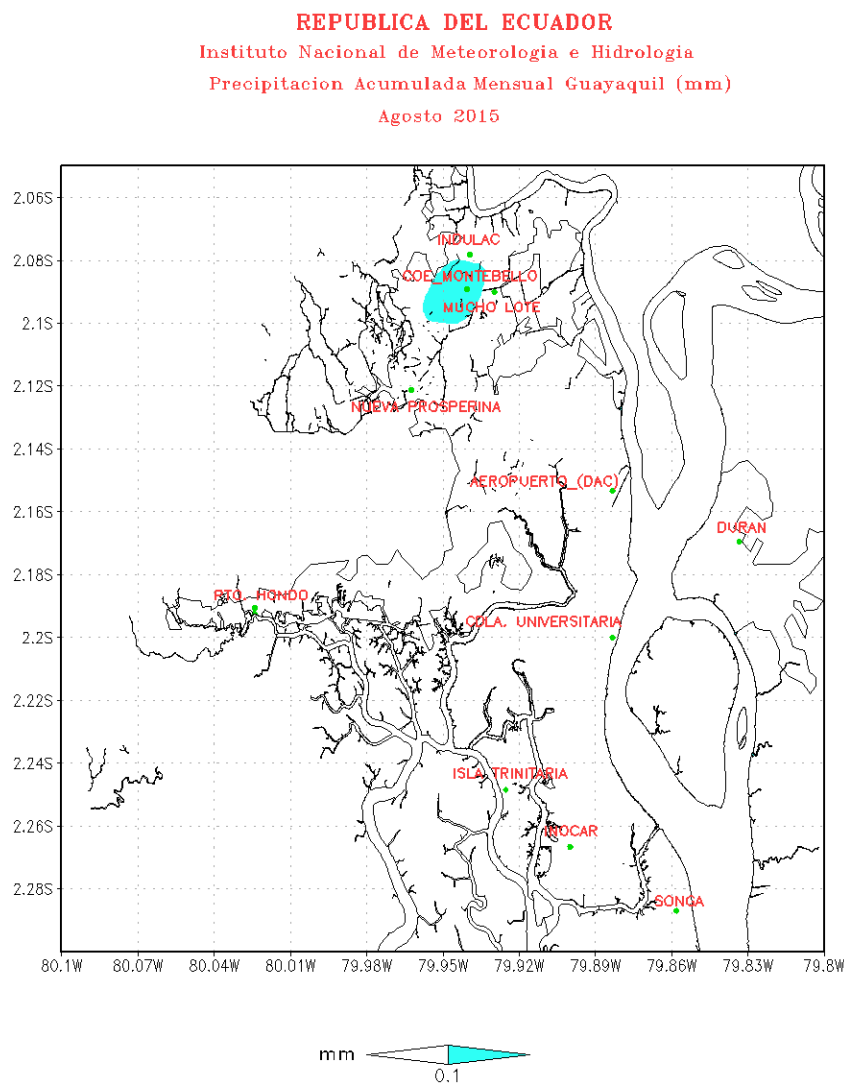 REPUBLICA DEL ECUADOR
Instituto Nacional de Meteorologia e Hidrologia
Precipitacion Acumulada Mensual Guayaquil (mm)
Agosto 2015
2.06S
INDULAC
2.08S
COE_MONTEBELLO
MUCHO LOTE
2.1S
2.12S
NUEVA PROSPERINA
2.14S
AEROPUERTO_(DAC)
2.16S
DURAN
2.18S
PTO. HONDO
CDLA. UNIVERSITARIA
2.2S
2.22S
2.24S
ISLA TRINITARIA
2.26S
INOCAR
2.28S
SONGA
80.1W 80.07W 80.04W 80.01W 79.98W 79.95W 79.92W 79.89W 79.86W 79.83W 79.8W
mm
0.1